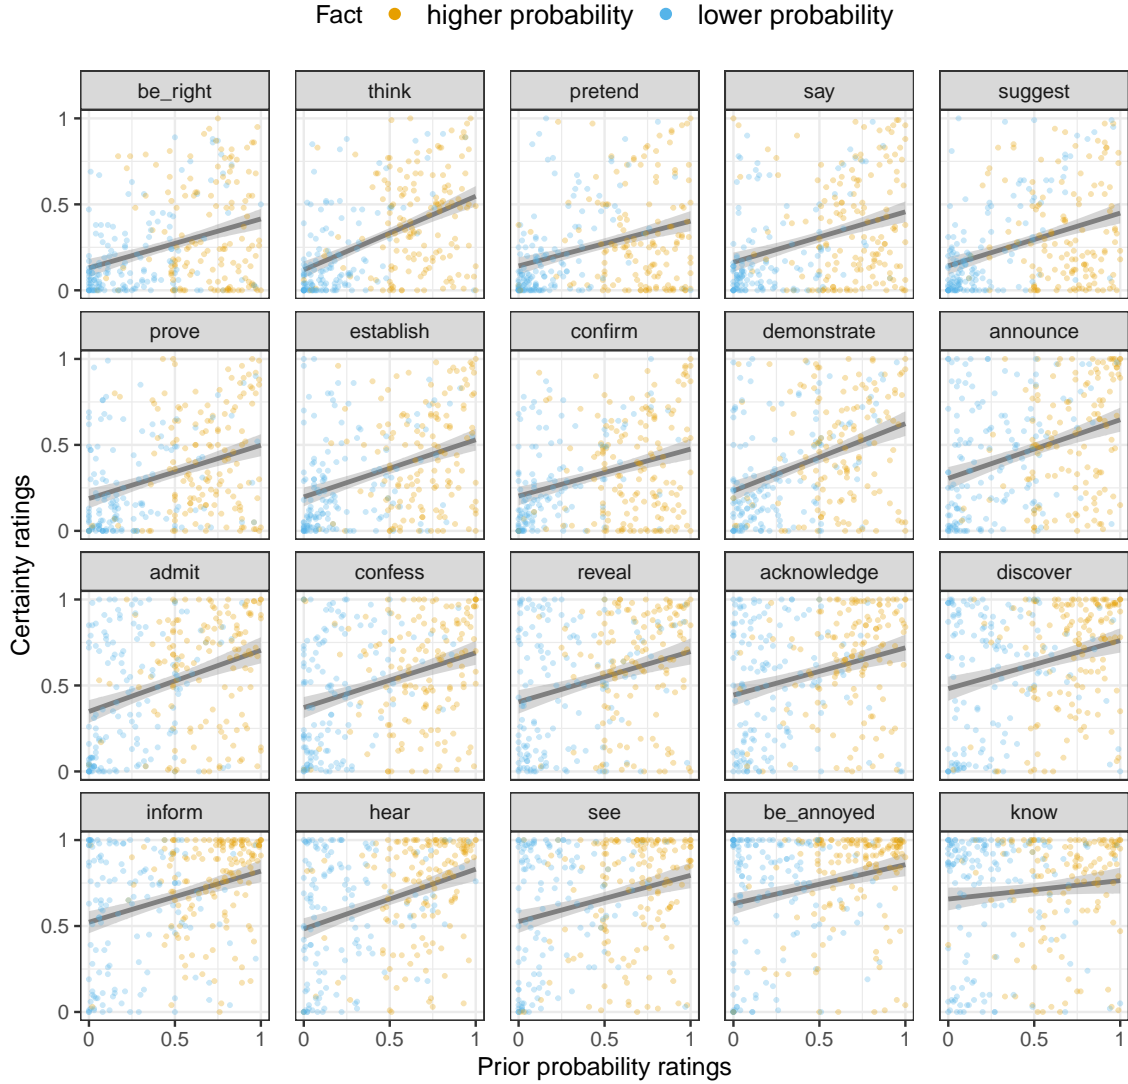 Fact higher probability lower probability
be_right think pretend say suggest
1
0.5
0
prove establish confirm demonstrate announce
1
0.5
0
Certainty ratings
admit confess reveal acknowledge discover
1
0.5
0
inform hear see be_annoyed know
1
0.5
0
0 0.5 1 0 0.5 1 0 0.5 1 0 0.5 1 0 0.5 1
Prior probability ratings